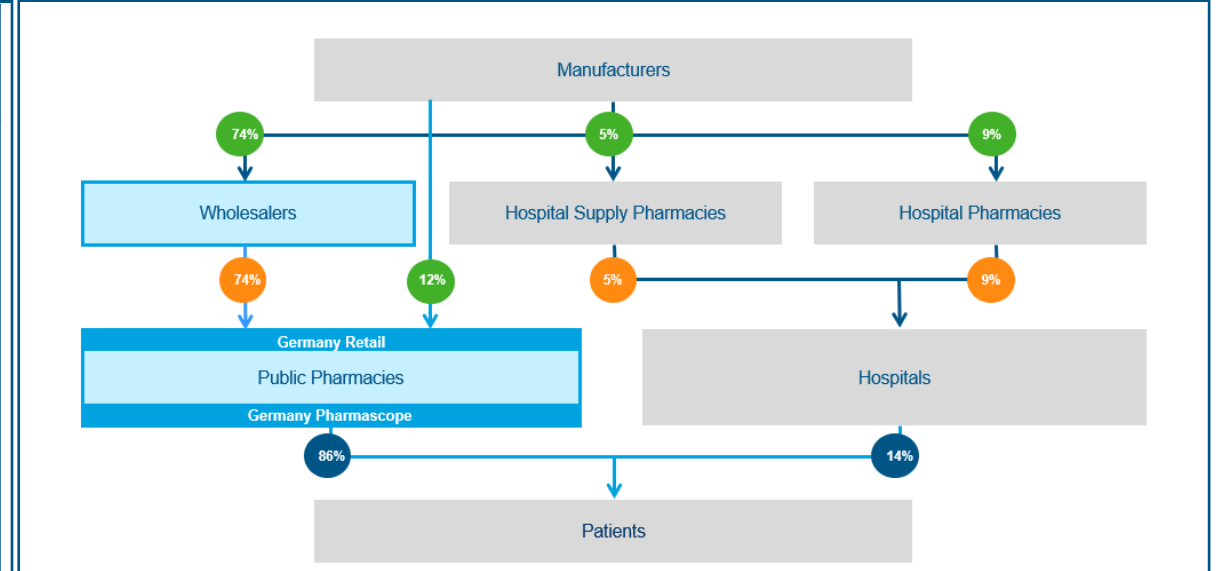 Manufacturers
74%
5%
9%
Wholesalers
Hospital Supply Pharmacies
Hospital Pharmacies
74%
12%
5%
9%
Germany Retail
Public Pharmacies
Hospitals
Germany Pharmascope
86%
14%
Patients